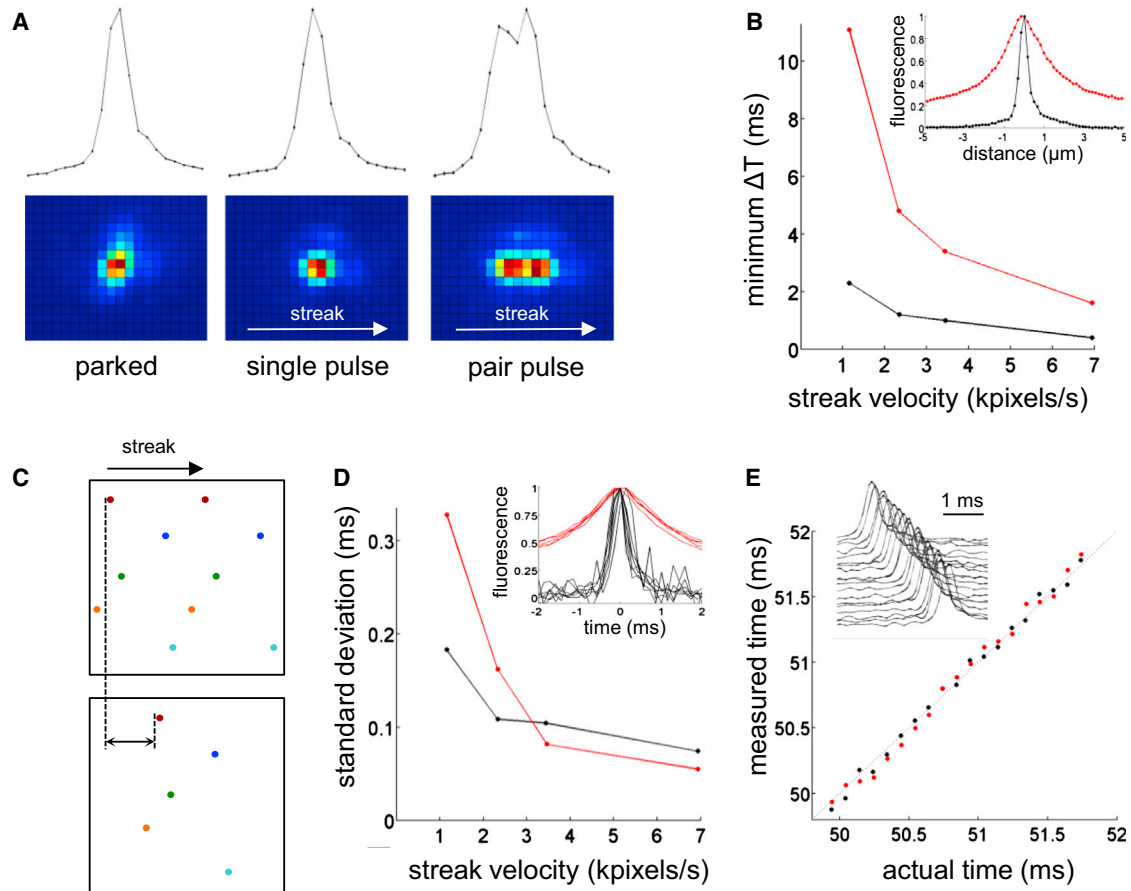 A
streak
streak
parked
single pulse
pair pulse
B
minimum ΔT (ms)
10
8
6
4
2
0
1 2 3 4 5 6 7
streak velocity (kpixels/s)
fluorescence
1
0.8
0.6
0.4
0.2
0
-5 -3 -1 1 3 5
distance (µm)
C
streak
D
standard deviation (ms)
0.3
0.2
0.1
0
1 2 3 4 5 6 7
streak velocity (kpixels/s)
fluorescence
1
0.75
0.5
0.25
0
-2 -1 0 1 2
time (ms)
E
1 ms
measured time (ms)
52
51.5
51
50.5
50
50 50.5 51 51.5 52
actual time (ms)